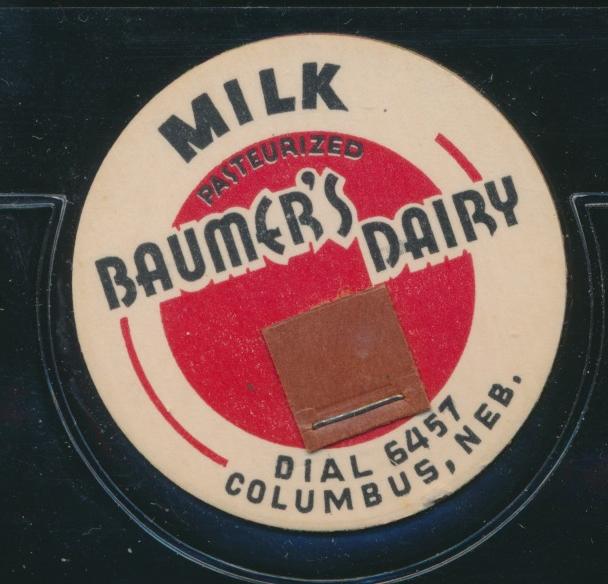 MILK
PASTEURIZED
BAUMER'S
DAIRY
DIAL 6457
COLUMBUS, NEB.